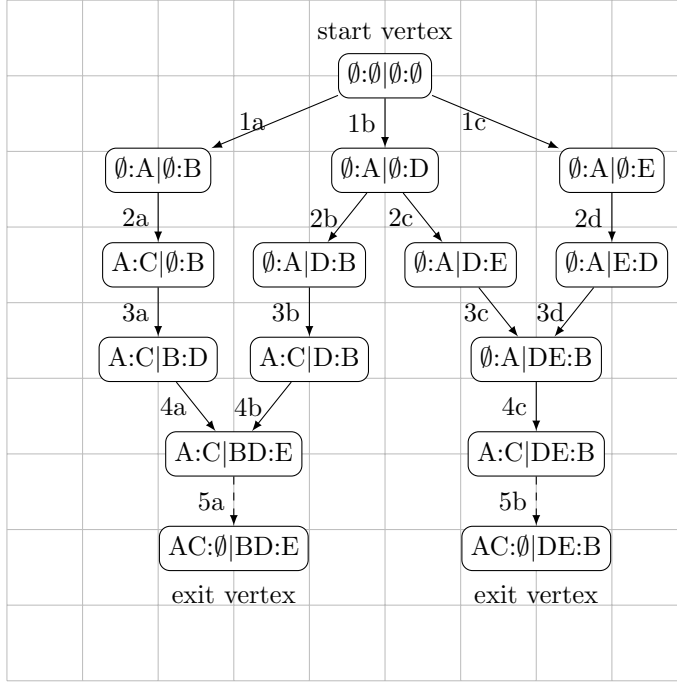 start vertex
∅:∅|∅:∅
1a 1b 1c
∅:A|∅:B ∅:A|∅:D ∅:A|∅:E
2a 2b 2c 2d
A:C|∅:B ∅:A|D:B ∅:A|D:E ∅:A|E:D
3a 3b 3c 3d
A:C|B:D A:C|D:B ∅:A|DE:B
4a 4b 4c
A:C|BD:E A:C|DE:B
5a 5b
AC:∅|BD:E AC:∅|DE:B
exit vertex exit vertex